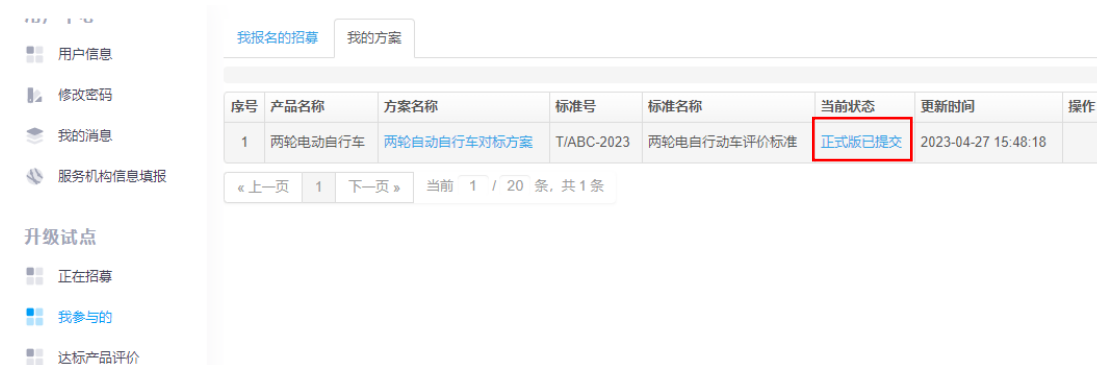 用户信息
修改密码
我的消息
服务机构信息填报
升级试点
正在招募
我参与的
达标产品评价
我报名的招募 我的方案
序号 产品名称 方案名称 标准号 标准名称 当前状态 更新时间 操作
1 两轮电动自行车 两轮自动自行车对标方案 T/ABC-2023 两轮电自行动车评价标准 正式版已提交 2023-04-27 15:48:18
« 上一页 1 下一页 » 当前 1 / 20 条, 共 1 条